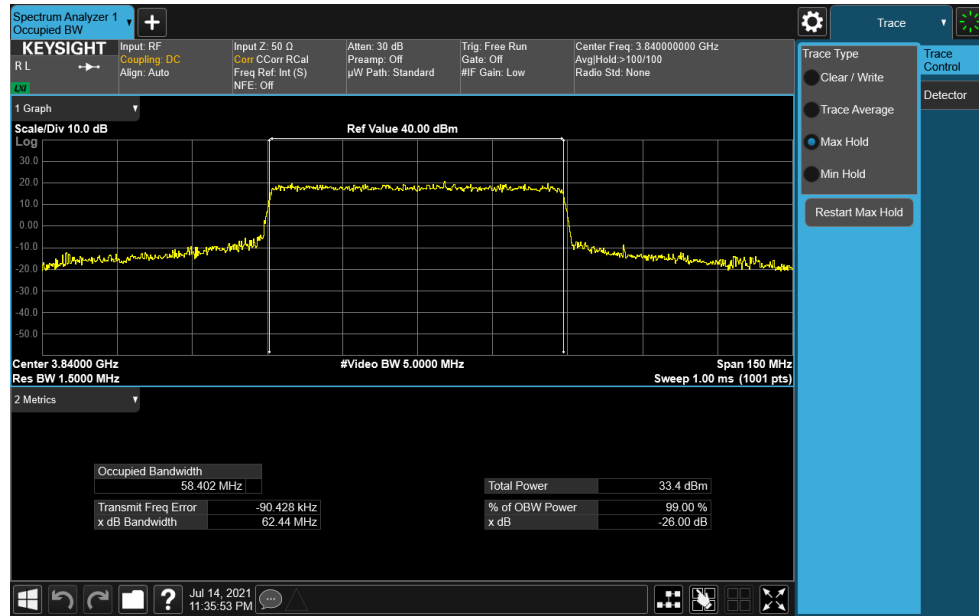 Spectrum Analyzer 1
Occupied BW
KEYSIGHT
R L
LXI
Input: RF
Coupling: DC
Align: Auto
Input Z: 50 Ω
Corr CCorr RCal
Freq Ref: Int (S)
NFE: Off
Atten: 30 dB
Preamp: Off
µW Path: Standard
Trig: Free Run
Gate: Off
#IF Gain: Low
Center Freq: 3.840000000 GHz
Avg|Hold:>100/100
Radio Std: None
1 Graph
Scale/Div 10.0 dB
Ref Value 40.00 dBm
Log
30.0
20.0
10.0
0.00
-10.0
-20.0
-30.0
-40.0
-50.0
Center 3.84000 GHz
#Video BW 5.0000 MHz
Span 150 MHz
Res BW 1.5000 MHz
Sweep 1.00 ms (1001 pts)
2 Metrics
Occupied Bandwidth
58.402 MHz
Transmit Freq Error -90.428 kHz
x dB Bandwidth 62.44 MHz
Total Power 33.4 dBm
% of OBW Power 99.00 %
x dB -26.00 dB
Jul 14, 2021
11:35:53 PM
Trace
Trace Type
Clear / Write
Trace Average
Max Hold
Min Hold
Restart Max Hold
Trace
Control
Detector